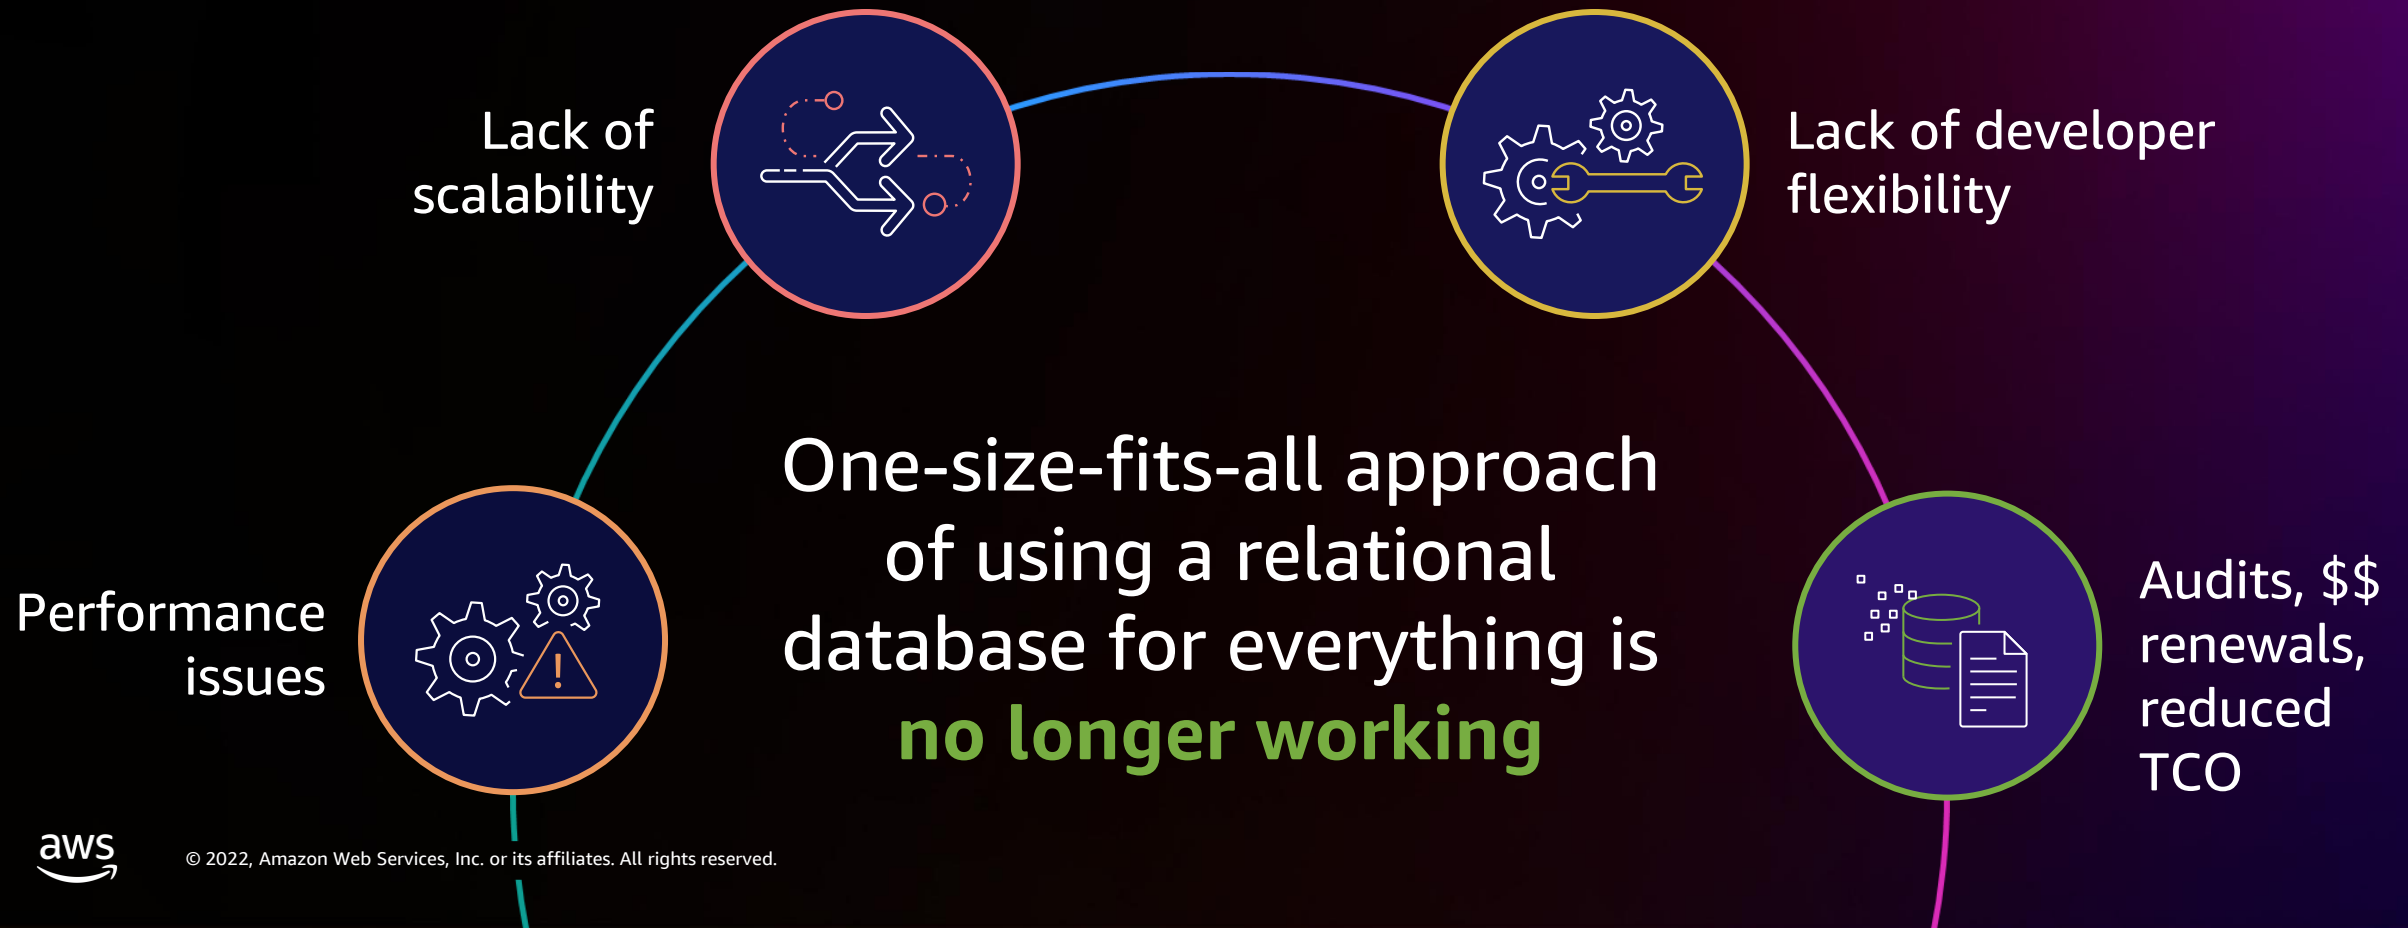 Lack of
scalability
Lack of developer
flexibility
One-size-fits-all approach
of using a relational
database for everything is
no longer working
Performance
issues
Audits, $$
renewals,
reduced
TCO
aws
© 2022, Amazon Web Services, Inc. or its affiliates. All rights reserved.